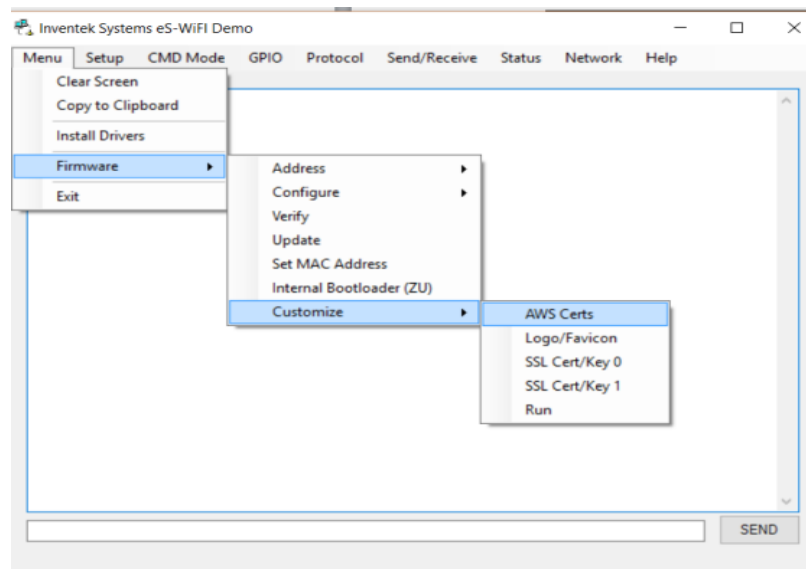 Inventek Systems eS-WiFI Demo
Menu Setup CMD Mode GPIO Protocol Send/Receive Status Network Help
Clear Screen
Copy to Clipboard
Install Drivers
Firmware
Exit
Address
Configure
Verify
Update
Set MAC Address
Internal Bootloader (ZU)
Customize
AWS Certs
Logo/Favicon
SSL Cert/Key 0
SSL Cert/Key 1
Run
SEND